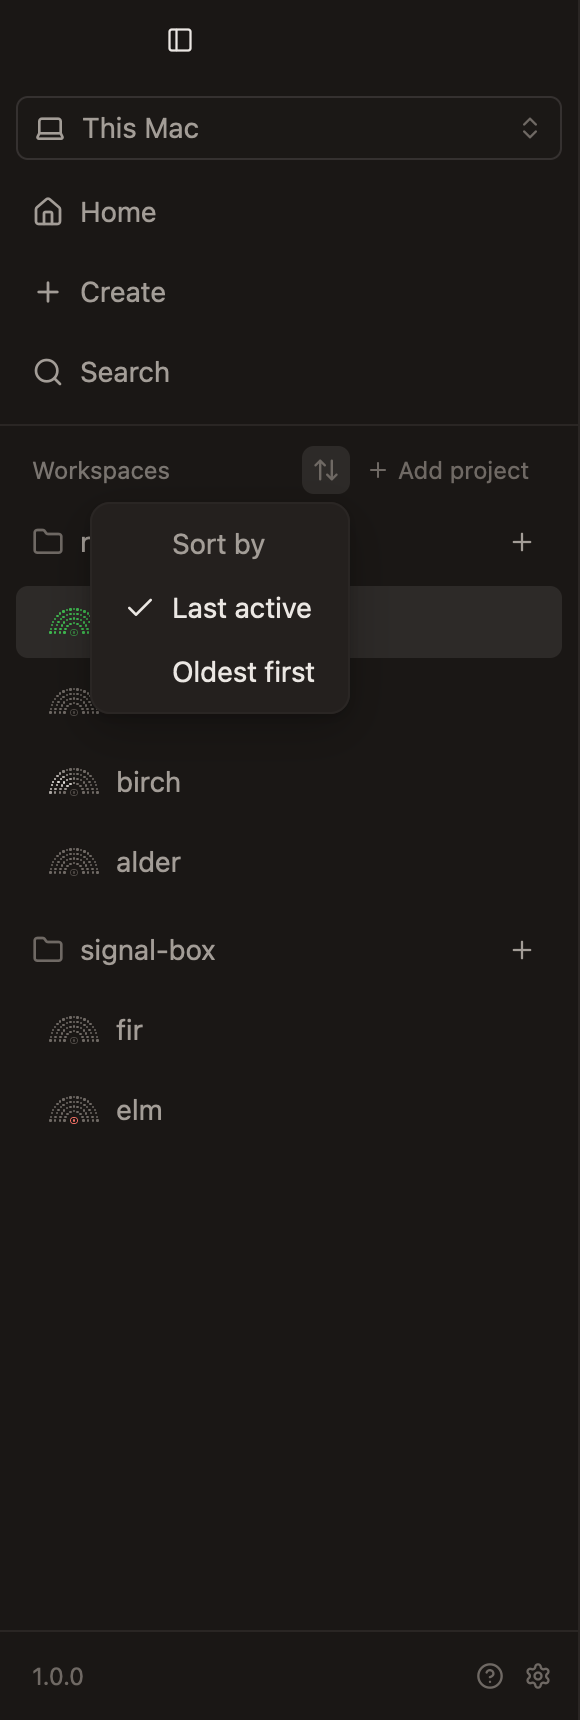 This Mac
Home
Create
Search
Workspaces
Add project
Sort by
Last active
Oldest first
birch
alder
signal-box
fir
elm
1.0.0